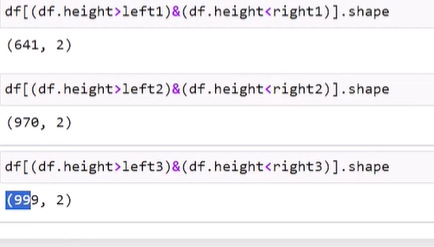 df[(df.height>left1)&(df.height<right1)].shape
(641, 2)
df[(df.height>left2)&(df.height<right2)].shape
(970, 2)
df[(df.height>left3)&(df.height<right3)].shape
(999, 2)